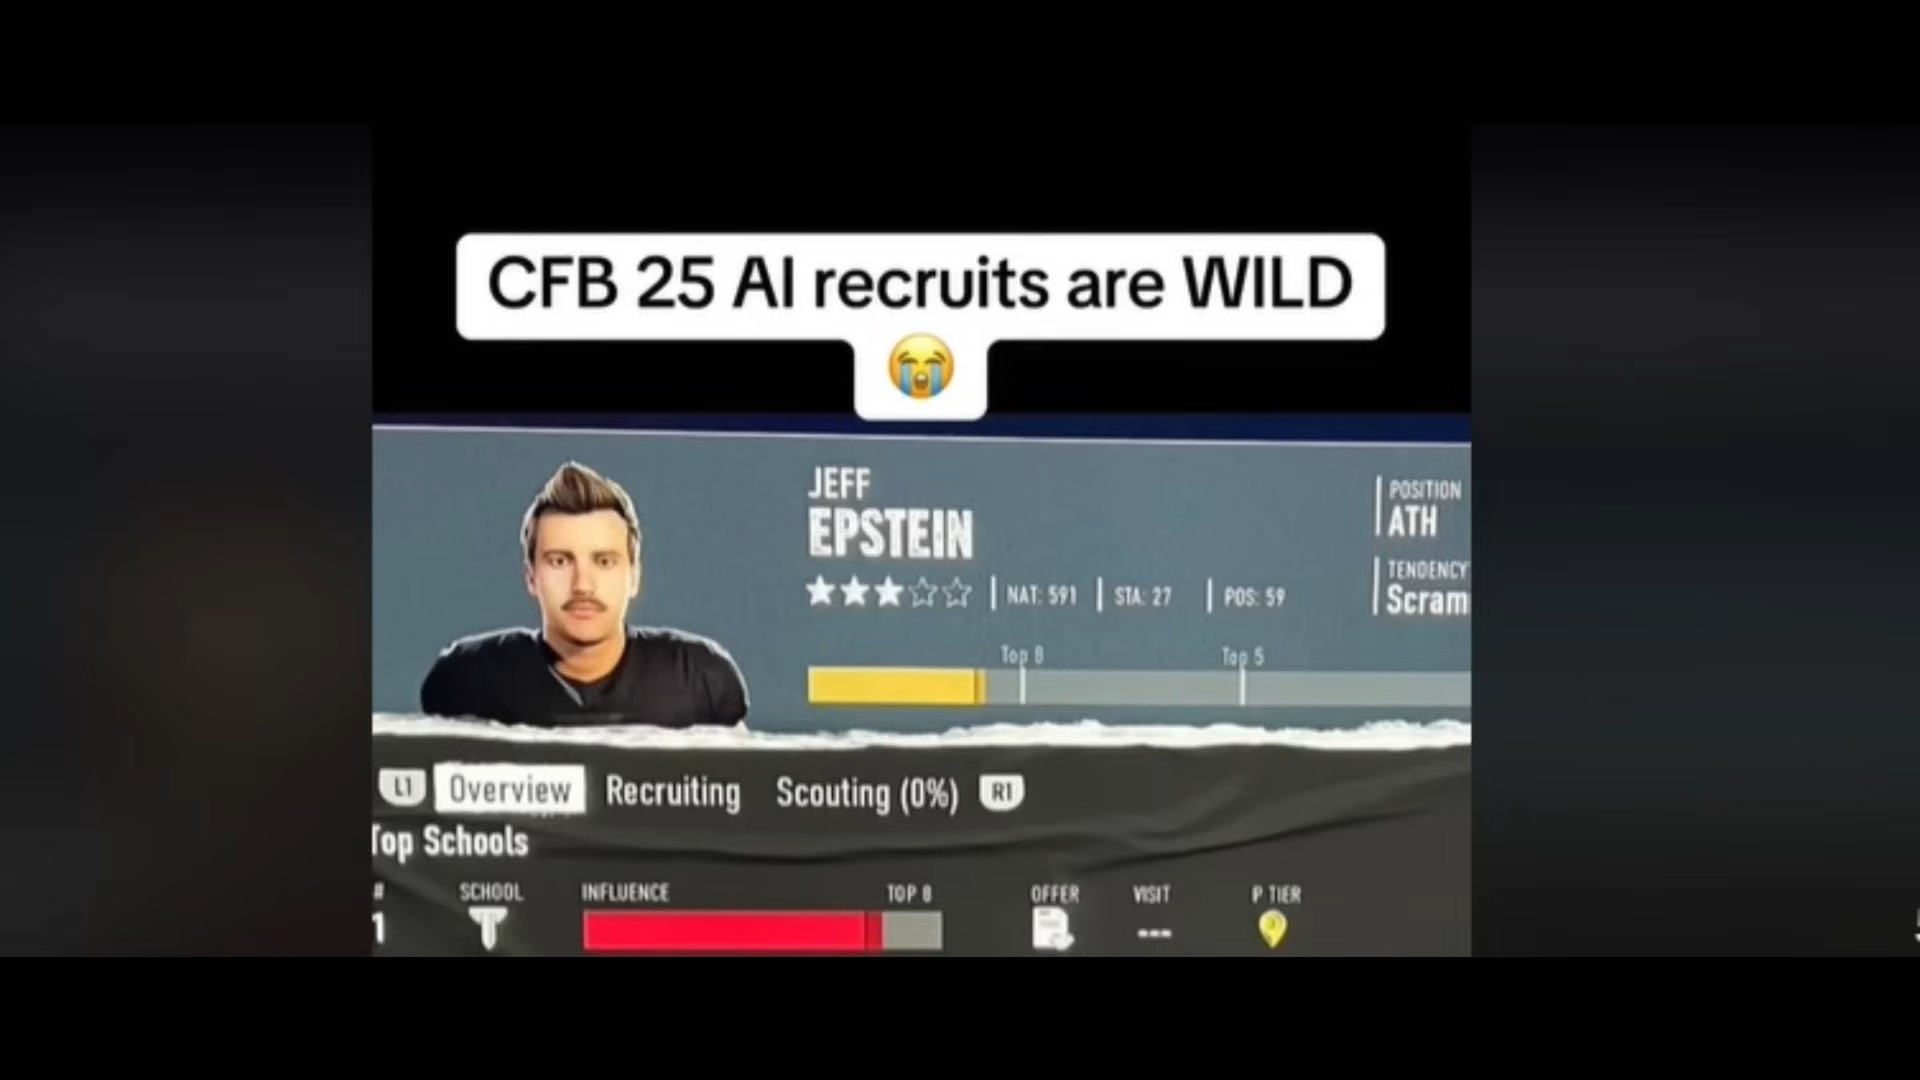 CFB 25 AI recruits are WILD
😭
JEFF
EPSTEIN
NAT: 591 STA: 27 POS: 59
POSITION
ATH
TENDENCY
Scram
Top 8 Top 5
L1 Overview Recruiting Scouting (0%) R1
Top Schools
# SCHOOL INFLUENCE TOP 8 OFFER VISIT P TIER
1 T ---